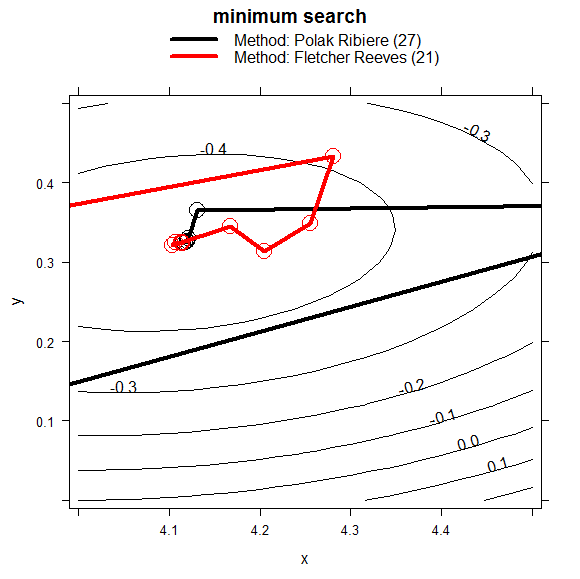 minimum search
Method: Polak Ribiere (27)
Method: Fletcher Reeves (21)
-0.3
-0.4
0.4
0.3
0.2
0.1
-0.3
-0.2
-0.1
0.0
0.1
4.1 4.2 4.3 4.4
x
y